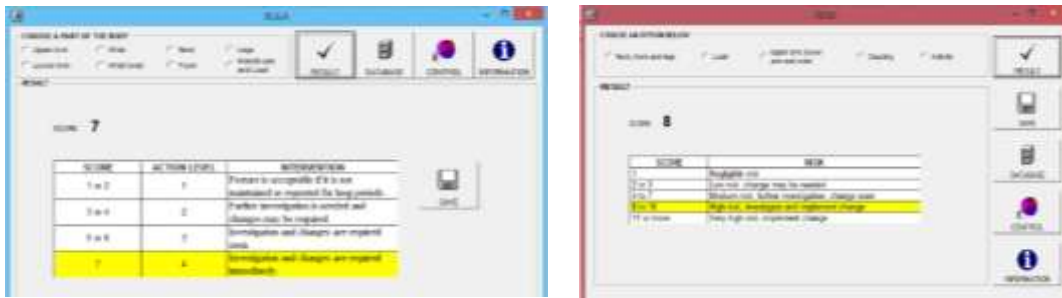 RULA
CHOOSE A PART OF THE BODY
Upper Arm
Wrist
Neck
Legs
Lower Arm
Wrist twist
Trunk
and Load
RESULT
DATABASE
CONTROL
INFORMATION
RESULT
SCORE 7
SCORE ACTION LEVEL INTERVENTION
1 or 2 1 Posture is acceptable if it is not
maintained or repeated for long periods.
3 or 4 2 Further investigation is needed and
changes may be required.
5 or 6 3 Investigation and changes are required
soon.
7 4 Investigation and changes are required
immediately.
SAVE
CHOOSE AN OPTION BELOW
Neck, trunk and legs
Load
Coupling
Activity
RESULT
SAVE
DATABASE
CONTROL
INFORMATION
RESULT
SCORE 8
SCORE RISK
1 Negligible risk
2 or 3 Low risk, change may be needed
4 to 7 Medium risk, further investigation, change soon
8 to 10 High risk, investigate and implement change
11 or more Very high risk, implement change